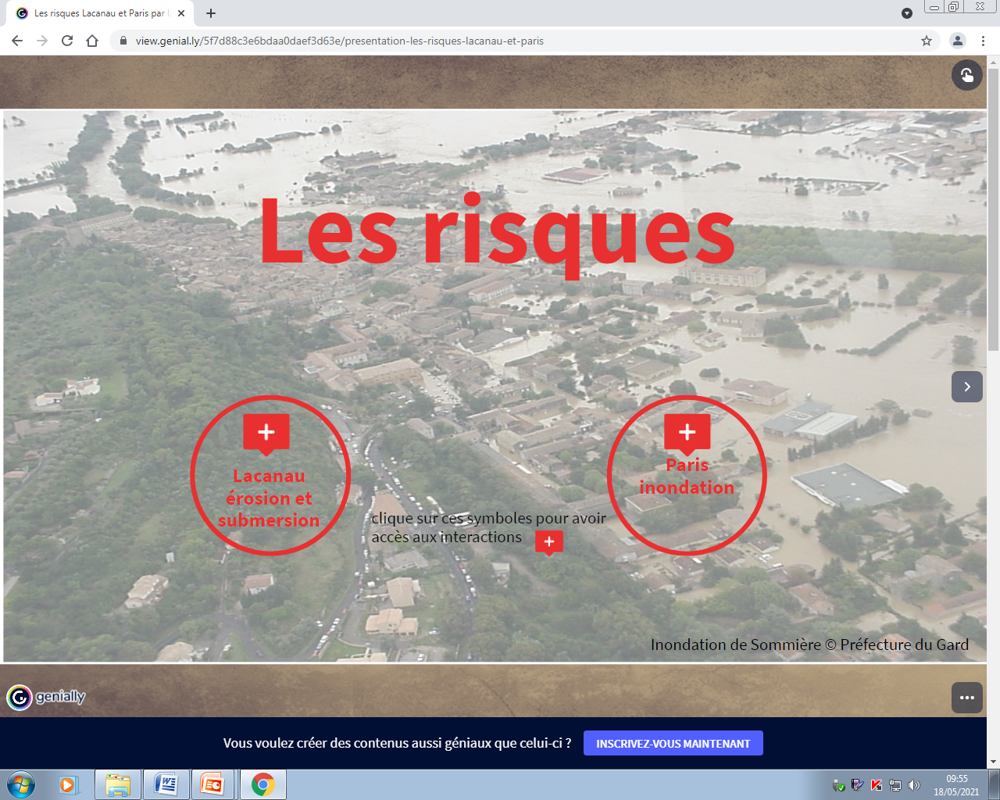 Les risques Lacanau et Paris par
view.genial.ly/5f7d88c3e6bdaa0daef3d63e/presentation-les-risques-lacanau-et-paris
Les risques
Lacanau
érosion et
submersion
Paris
inondation
clique sur ces symboles pour avoir
accès aux interactions
Inondation de Sommière © Préfecture du Gard
genially
Vous voulez créer des contenus aussi géniaux que celui-ci ?
INSCRIVEZ-VOUS MAINTENANT
09:55
18/05/2021